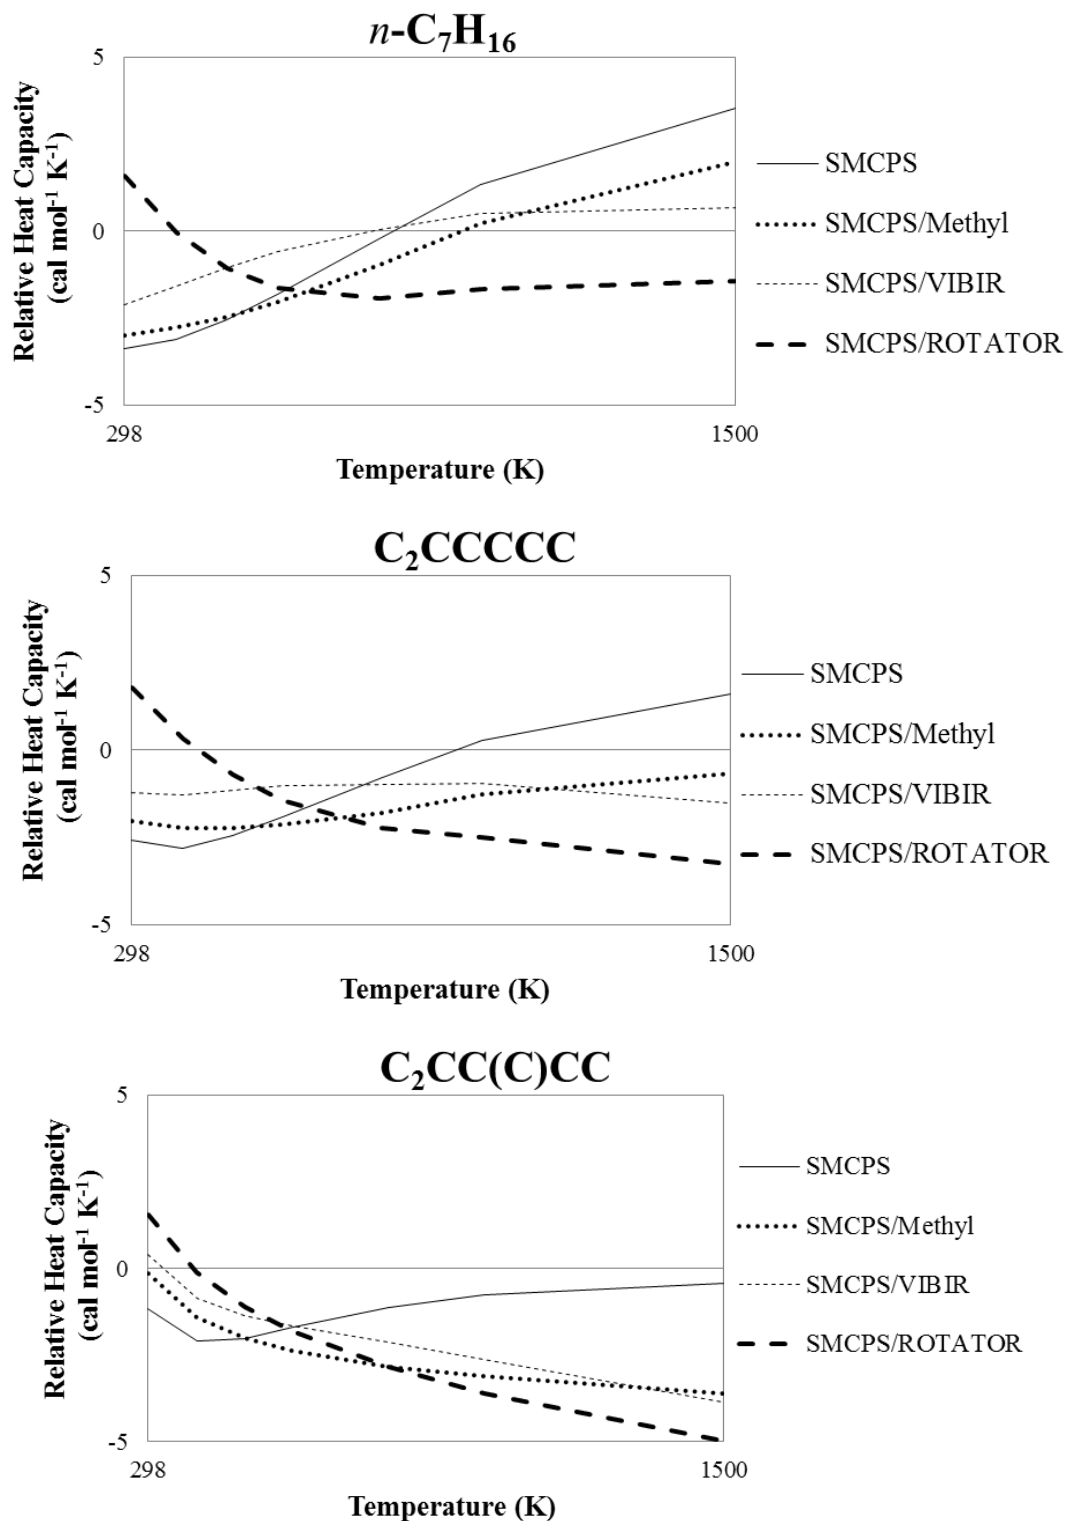 n-C₇H₁₆
5
0
-5
Relative Heat Capacity
(cal mol⁻¹ K⁻¹)
298
1500
Temperature (K)
SMCPS
SMCPS/Methyl
SMCPS/VIBIR
SMCPS/ROTATOR
C₂CCCCC
5
0
-5
Relative Heat Capacity
(cal mol⁻¹ K⁻¹)
298
1500
Temperature (K)
SMCPS
SMCPS/Methyl
SMCPS/VIBIR
SMCPS/ROTATOR
C₂CC(C)CC
5
0
-5
Relative Heat Capacity
(cal mol⁻¹ K⁻¹)
298
1500
Temperature (K)
SMCPS
SMCPS/Methyl
SMCPS/VIBIR
SMCPS/ROTATOR